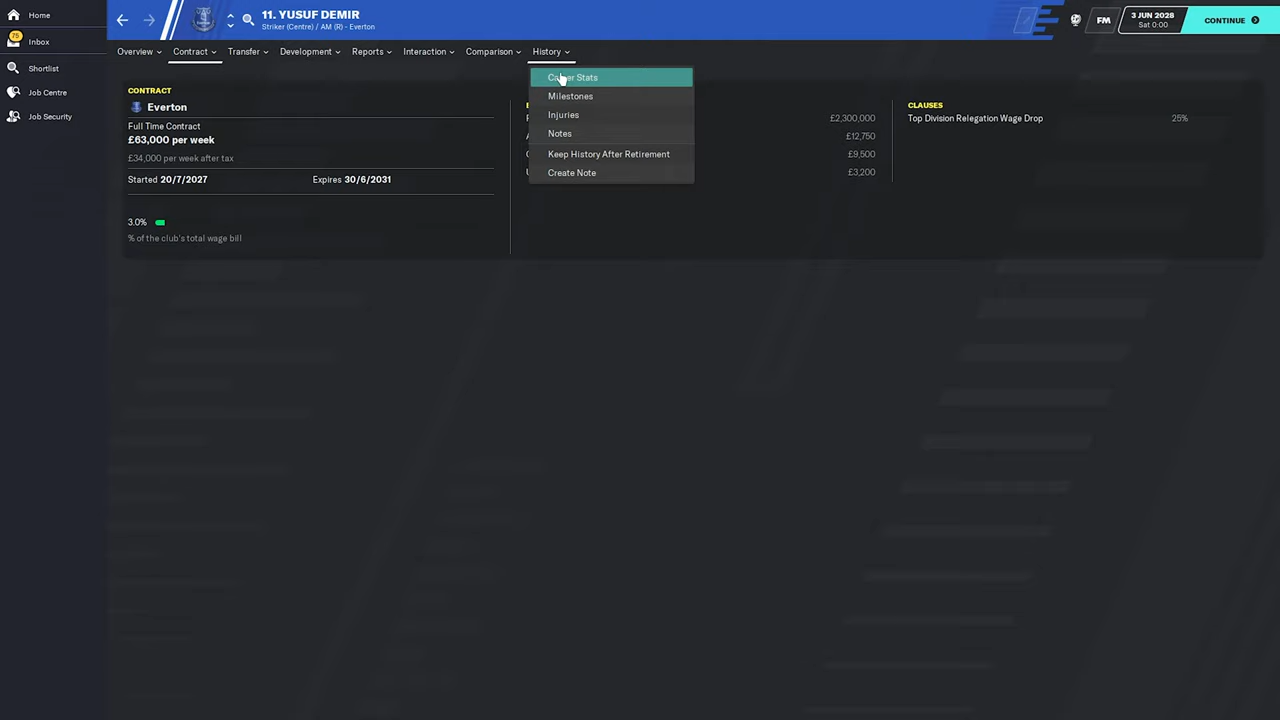 Home
Inbox
75
Shortlist
Job Centre
Job Security
11. YUSUF DEMIR
Striker (Centre) / AM (R) - Everton
FM
3 JUN 2028
Sat 0:00
CONTINUE
Overview
Contract
Transfer
Development
Reports
Interaction
Comparison
History
Career Stats
Milestones
Injuries
Notes
Keep History After Retirement
Create Note
CONTRACT
Everton
Full Time Contract
£63,000 per week
£34,000 per week after tax
Started 20/7/2027
Expires 30/6/2031
3.0%
% of the club's total wage bill
£2,300,000
£12,750
£9,500
£3,200
CLAUSES
Top Division Relegation Wage Drop
25%